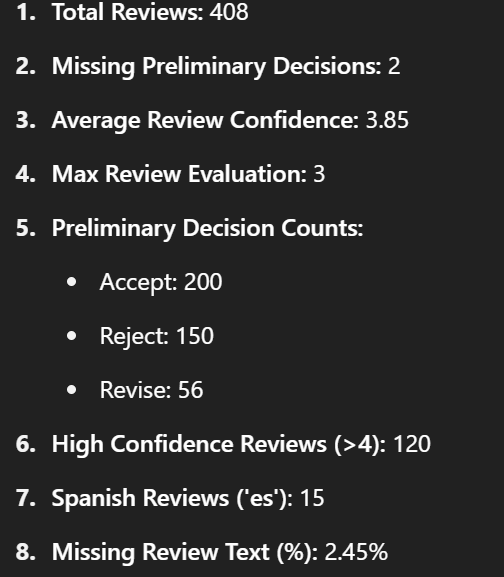 1. Total Reviews: 408
2. Missing Preliminary Decisions: 2
3. Average Review Confidence: 3.85
4. Max Review Evaluation: 3
5. Preliminary Decision Counts:
• Accept: 200
• Reject: 150
• Revise: 56
6. High Confidence Reviews (>4): 120
7. Spanish Reviews ('es'): 15
8. Missing Review Text (%): 2.45%